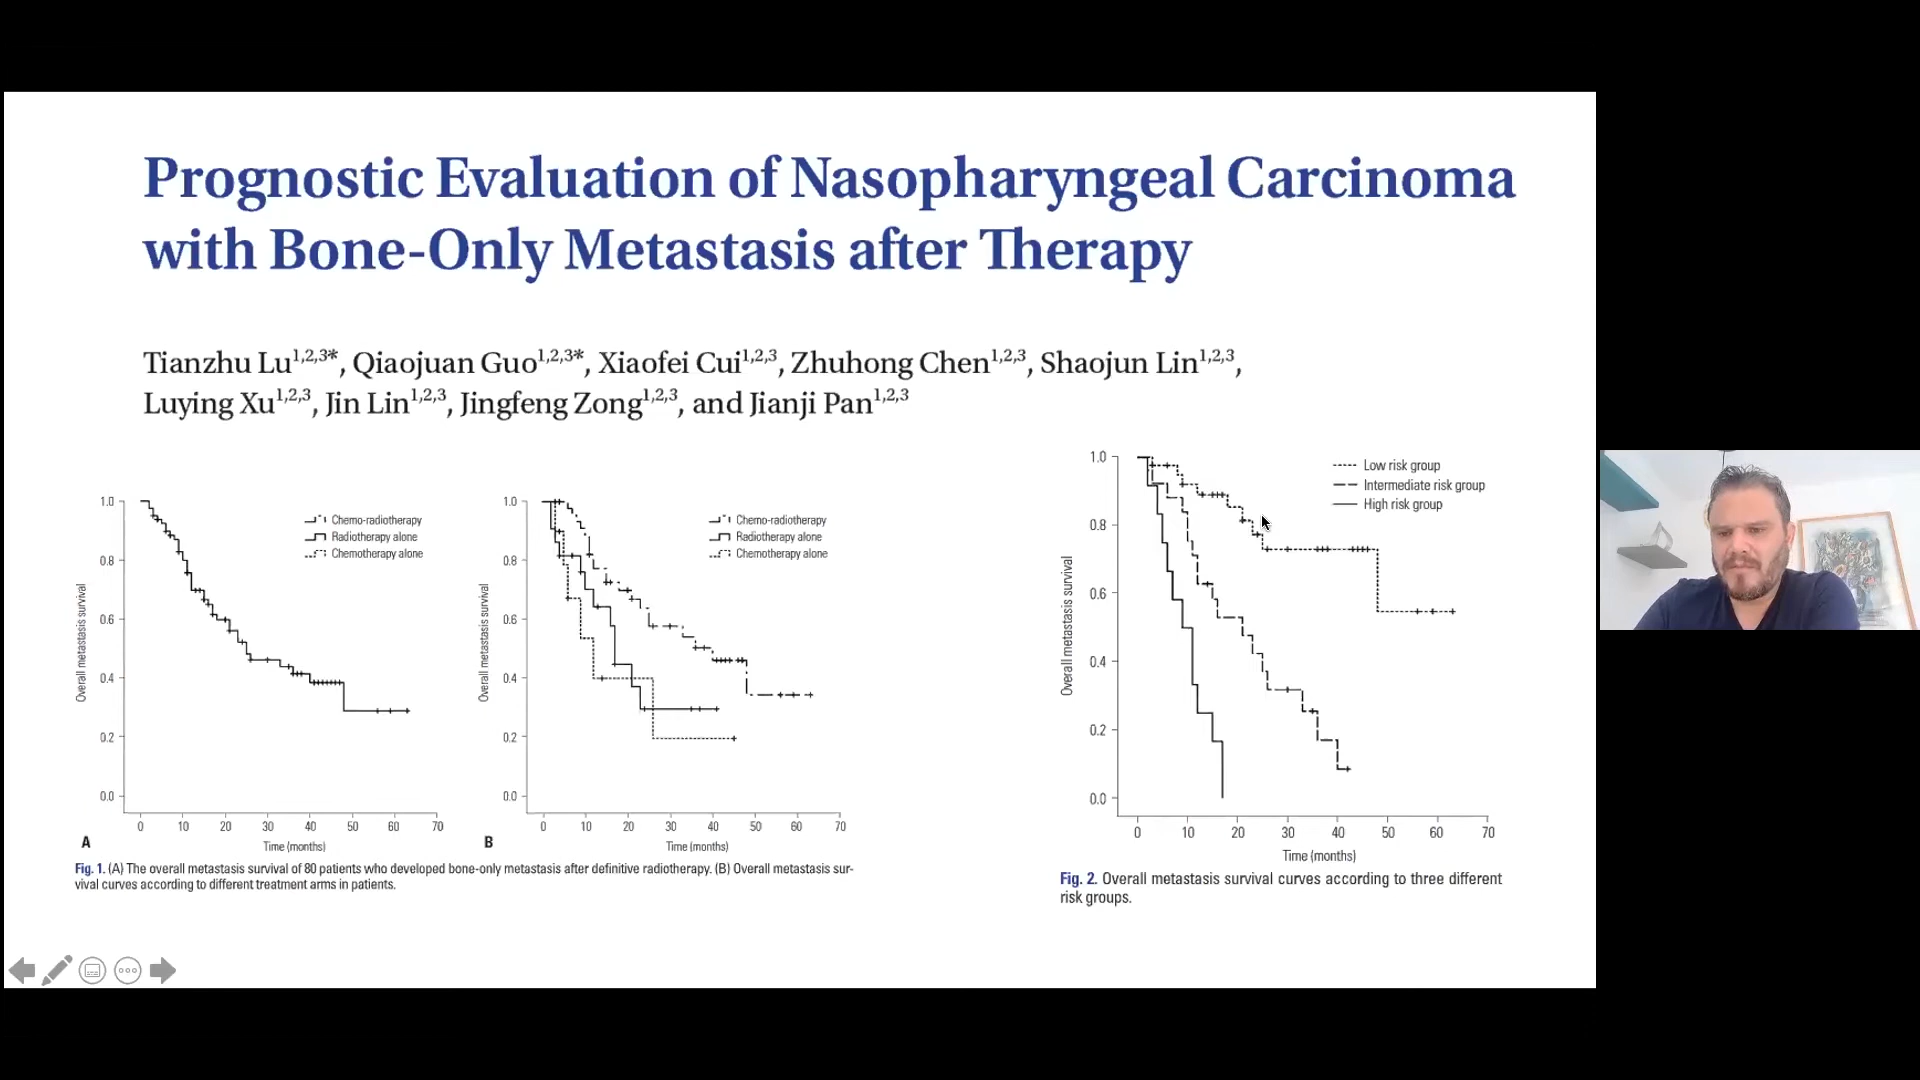 Prognostic Evaluation of Nasopharyngeal Carcinoma
with Bone-Only Metastasis after Therapy
Tianzhu Lu1,2,3*, Qiaojuan Guo1,2,3*, Xiaofei Cui1,2,3, Zhuhong Chen1,2,3, Shaojun Lin1,2,3,
Luying Xu1,2,3, Jin Lin1,2,3, Jingfeng Zong1,2,3, and Jianji Pan1,2,3
1.0
0.8
0.6
0.4
0.2
0.0
Overall metastasis survival
Chemo-radiotherapy
Radiotherapy alone
Chemotherapy alone
0 10 20 30 40 50 60 70
Time (months)
A
1.0
0.8
0.6
0.4
0.2
0.0
Overall metastasis survival
Chemo-radiotherapy
Radiotherapy alone
Chemotherapy alone
0 10 20 30 40 50 60 70
Time (months)
B
Fig. 1. (A) The overall metastasis survival of 80 patients who developed bone-only metastasis after definitive radiotherapy. (B) Overall metastasis sur-
vival curves according to different treatment arms in patients.
1.0
0.8
0.6
0.4
0.2
0.0
Overall metastasis survival
Low risk group
Intermediate risk group
High risk group
0 10 20 30 40 50 60 70
Time (months)
Fig. 2. Overall metastasis survival curves according to three different
risk groups.